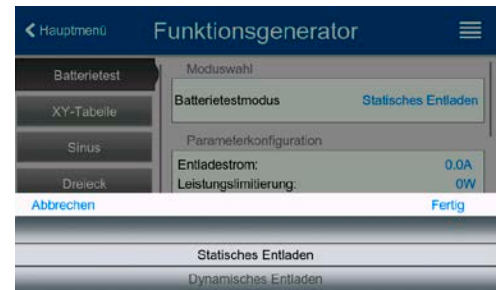 Hauptmenü
Funktionsgenerator
Batterietest
Moduswahl
Batterietestmodus Statisches Entladen
XY-Tabelle
Sinus
Parameterkonfiguration
Entladestrom: 0.0A
Dreieck
Leistungslimitierung: 0W
Abbrechen Fertig
Statisches Entladen
Dynamisches Entladen